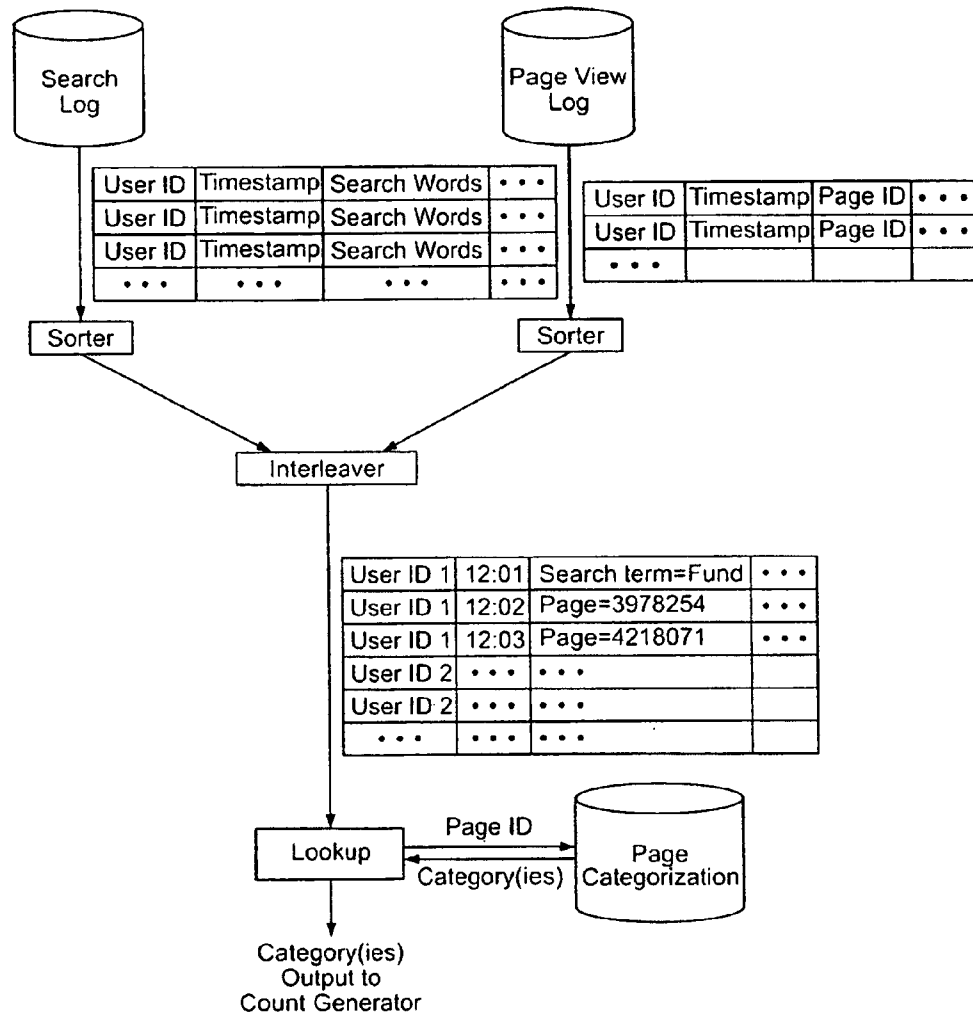 Search
Log
Page View
Log
User ID Timestamp Search Words • • •
User ID Timestamp Search Words • • •
User ID Timestamp Search Words • • •
• • • • • • • • • • • •
User ID Timestamp Page ID • • •
User ID Timestamp Page ID • • •
• • •
Sorter
Sorter
Interleaver
User ID 1 12:01 Search term=Fund • • •
User ID 1 12:02 Page=3978254 • • •
User ID 1 12:03 Page=4218071 • • •
User ID 2 • • • • • •
User ID 2 • • • • • •
• • • • • • • • •
Lookup
Page ID
Category(ies)
Page
Categorization
Category(ies)
Output to
Count Generator